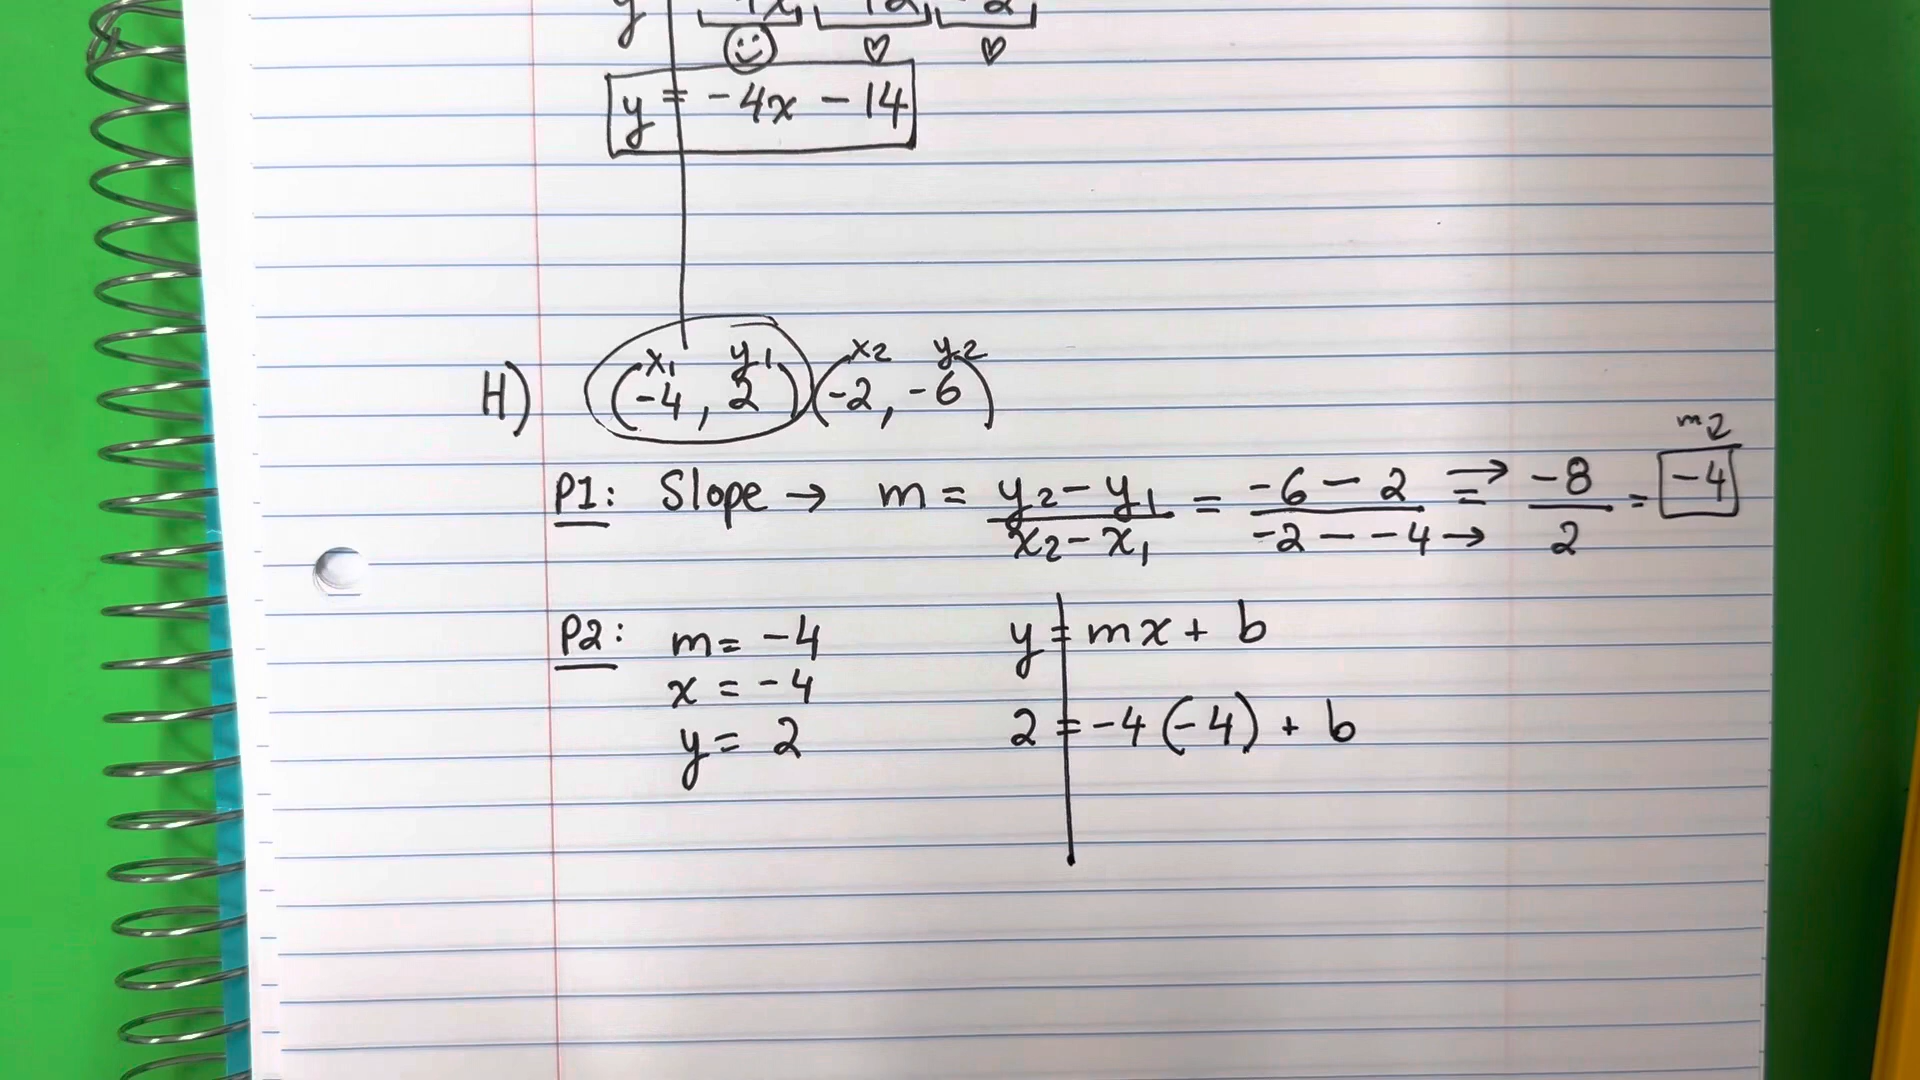 y
y = -4x - 14
H) (-4, 2) (-2, -6)
x₁ y₁ x₂ y₂
m₂
P1: Slope → m = y₂ - y₁ / x₂ - x₁ = -6 - 2 / -2 - -4 →→ = -8 / 2 = -4
P2: m = -4
x = -4
y = 2
y = mx + b
2 = -4(-4) + b